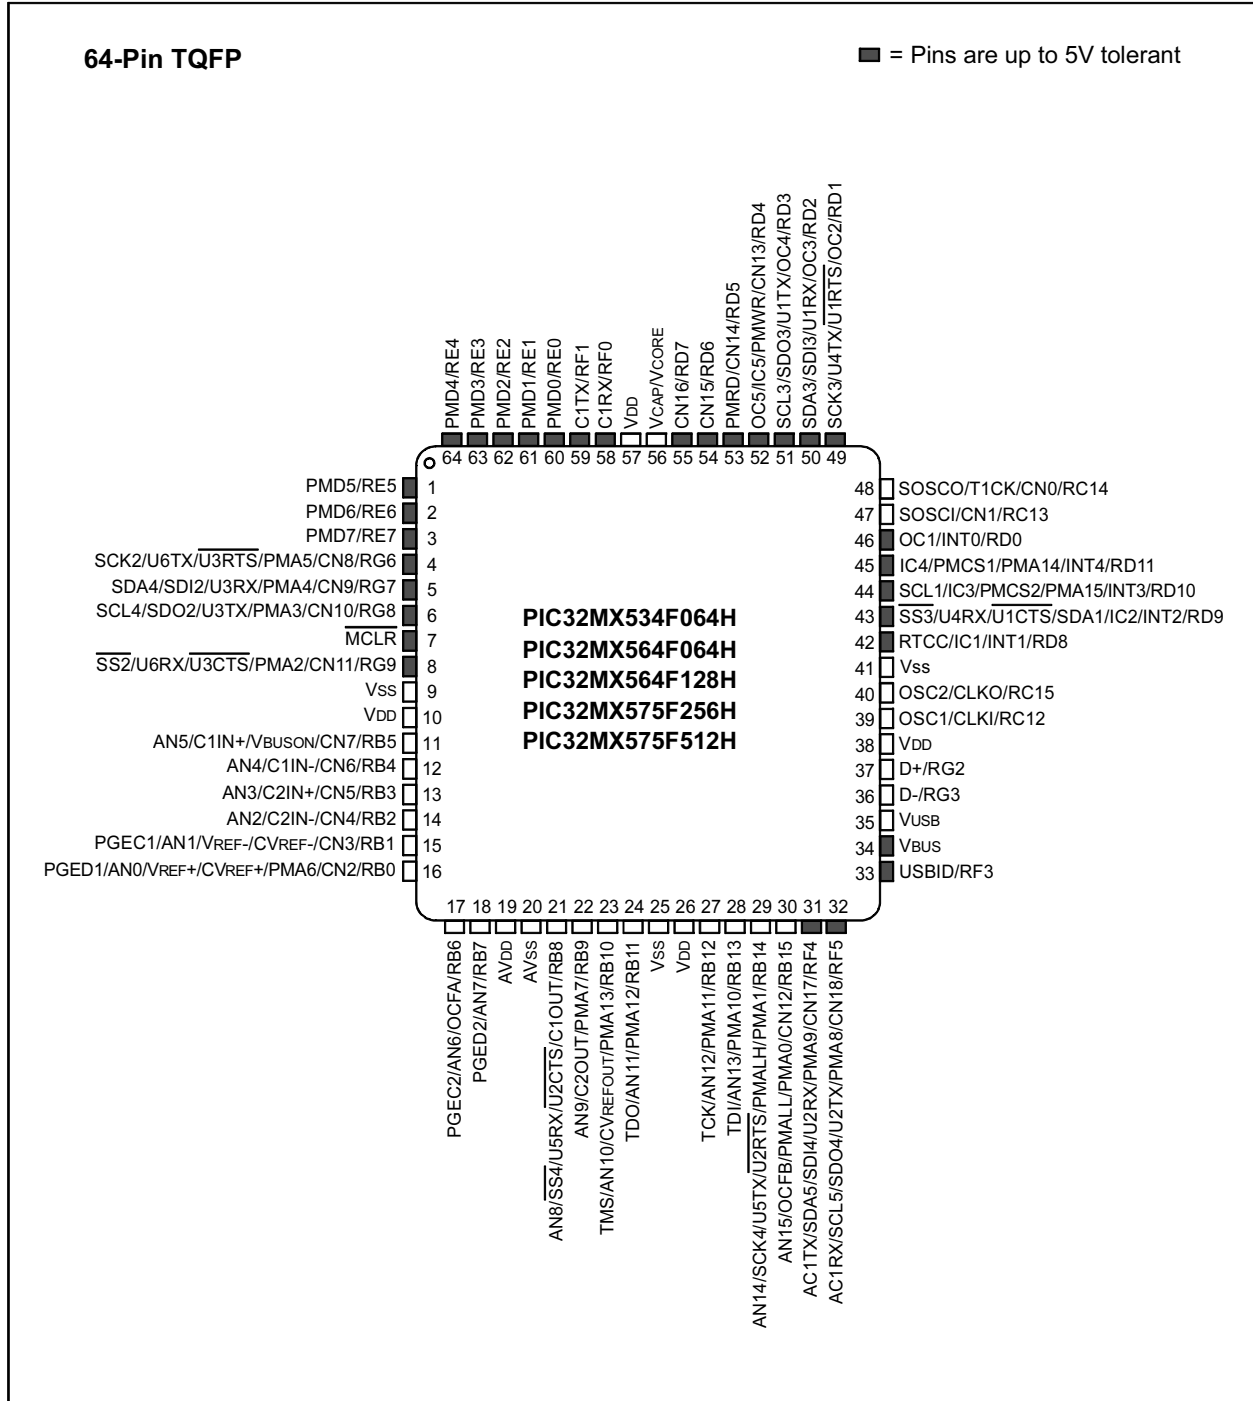 64-Pin TQFP
= Pins are up to 5V tolerant
PMD4/RE4
PMD3/RE3
PMD2/RE2
PMD1/RE1
PMD0/RE0
C1TX/RF1
C1RX/RF0
VDD
VCAP/VCORE
CN16/RD7
CN15/RD6
PMRD/CN14/RD5
OC5/IC5/PMWR/CN13/RD4
SCL3/SDO3/U1TX/OC4/RD3
SDA3/SDI3/U1RX/OC3/RD2
SCK3/U4TX/U1RTS/OC2/RD1
64 63 62 61 60 59 58 57 56 55 54 53 52 51 50 49
PMD5/RE5 1
PMD6/RE6 2
PMD7/RE7 3
SCK2/U6TX/U3RTS/PMA5/CN8/RG6 4
SDA4/SDI2/U3RX/PMA4/CN9/RG7 5
SCL4/SDO2/U3TX/PMA3/CN10/RG8 6
MCLR 7
SS2/U6RX/U3CTS/PMA2/CN11/RG9 8
VSS 9
VDD 10
AN5/C1IN+/VBUSON/CN7/RB5 11
AN4/C1IN-/CN6/RB4 12
AN3/C2IN+/CN5/RB3 13
AN2/C2IN-/CN4/RB2 14
PGEC1/AN1/VREF-/CVREF-/CN3/RB1 15
PGED1/AN0/VREF+/CVREF+/PMA6/CN2/RB0 16
PIC32MX534F064H
PIC32MX564F064H
PIC32MX564F128H
PIC32MX575F256H
PIC32MX575F512H
48 SOSCO/T1CK/CN0/RC14
47 SOSCI/CN1/RC13
46 OC1/INT0/RD0
45 IC4/PMCS1/PMA14/INT4/RD11
44 SCL1/IC3/PMCS2/PMA15/INT3/RD10
43 SS3/U4RX/U1CTS/SDA1/IC2/INT2/RD9
42 RTCC/IC1/INT1/RD8
41 Vss
40 OSC2/CLKO/RC15
39 OSC1/CLKI/RC12
38 VDD
37 D+/RG2
36 D-/RG3
35 VUSB
34 VBUS
33 USBID/RF3
17 18 19 20 21 22 23 24 25 26 27 28 29 30 31 32
PGEC2/AN6/OCFA/RB6
PGED2/AN7/RB7
AVDD
AVSS
AN8/SS4/U5RX/U2CTS/C1OUT/RB8
AN9/C2OUT/PMA7/RB9
TMS/AN10/CVREFOUT/PMA13/RB10
TDO/AN11/PMA12/RB11
VSS
VDD
TCK/AN12/PMA11/RB12
TDI/AN13/PMA10/RB13
AN14/SCK4/U5TX/U2RTS/PMALH/PMA1/RB14
AN15/OCFB/PMALL/PMA0/CN12/RB15
AC1TX/SDA5/SDI4/U2RX/PMA9/CN17/RF4
AC1RX/SCL5/SDO4/U2TX/PMA8/CN18/RF5